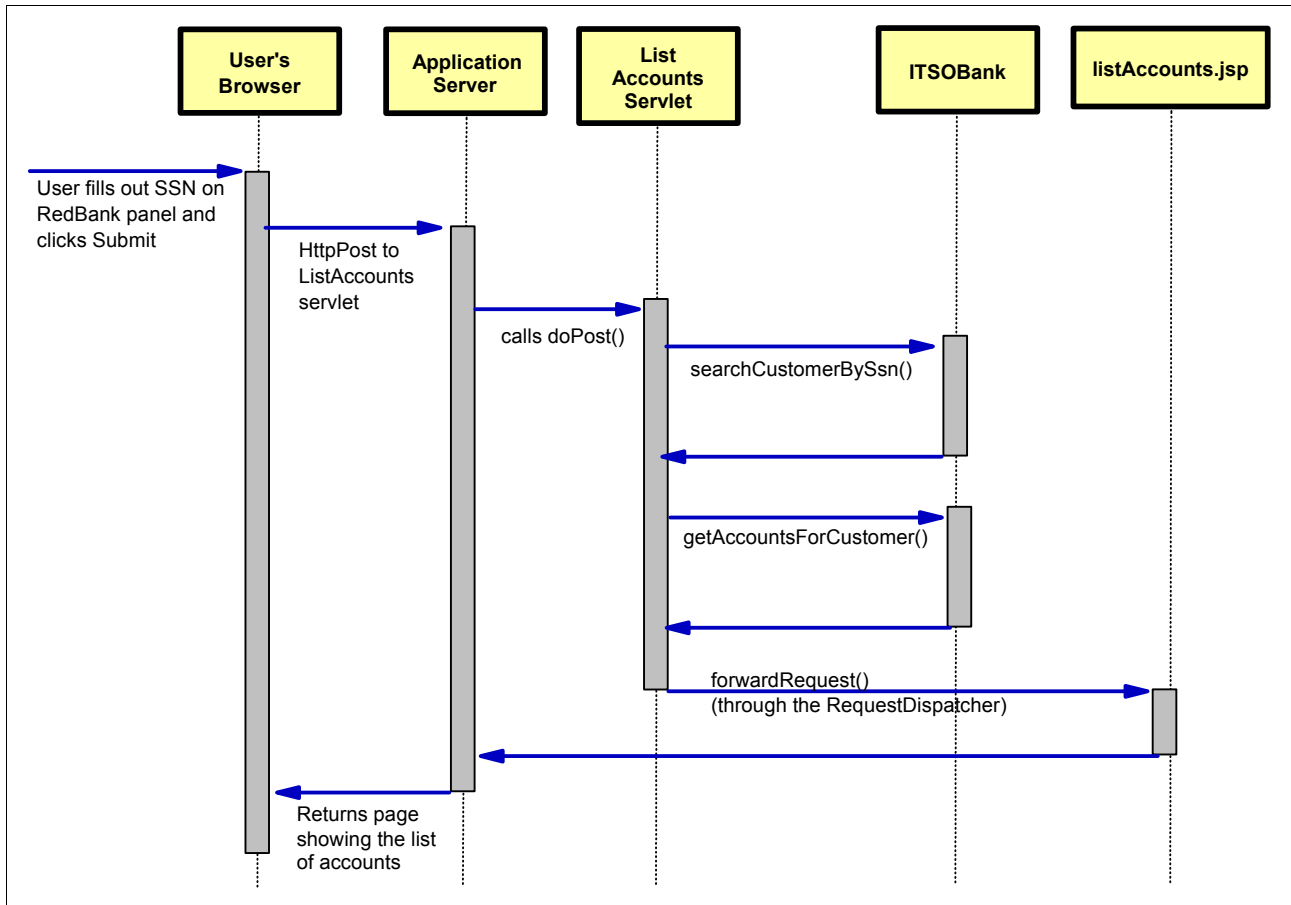 User's
Browser
Application
Server
List
Accounts
Servlet
ITSOBank
listAccounts.jsp
User fills out SSN on
RedBank panel and
clicks Submit
HttpPost to
ListAccounts
servlet
calls doPost()
searchCustomerBySsn()
getAccountsForCustomer()
forwardRequest()
(through the RequestDispatcher)
Returns page
showing the list
of accounts